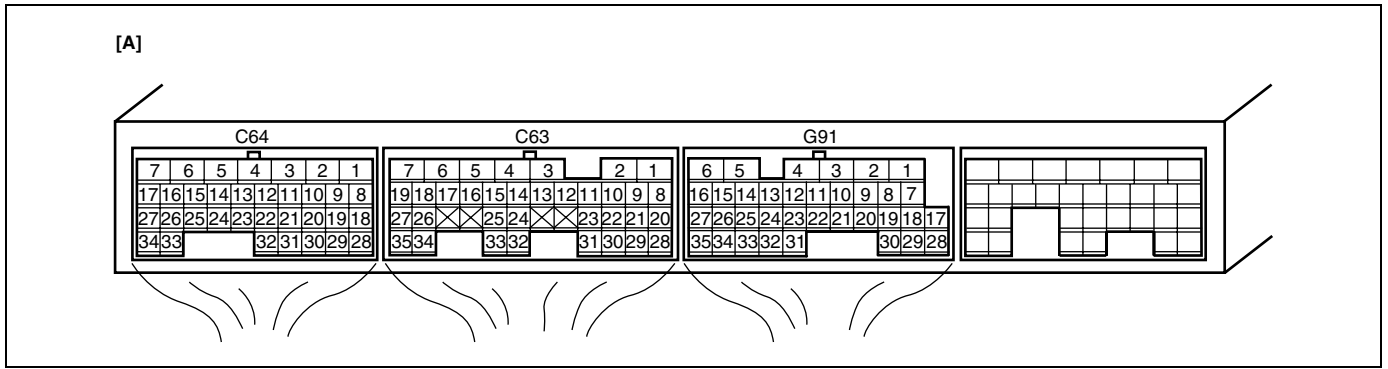 [A]
C64 C63 G91
7 6 5 4 3 2 1 7 6 5 4 3 2 1 6 5 4 3 2 1
17 16 15 14 13 12 11 10 9 8 19 18 17 16 15 14 13 12 11 10 9 8 16 15 14 13 12 11 10 9 8 7
27 26 25 24 23 22 21 20 19 18 27 26 25 24 23 22 21 20 27 26 25 24 23 22 21 20 19 18 17
34 33 32 31 30 29 28 35 34 33 32 31 30 29 28 35 34 33 32 31 30 29 28